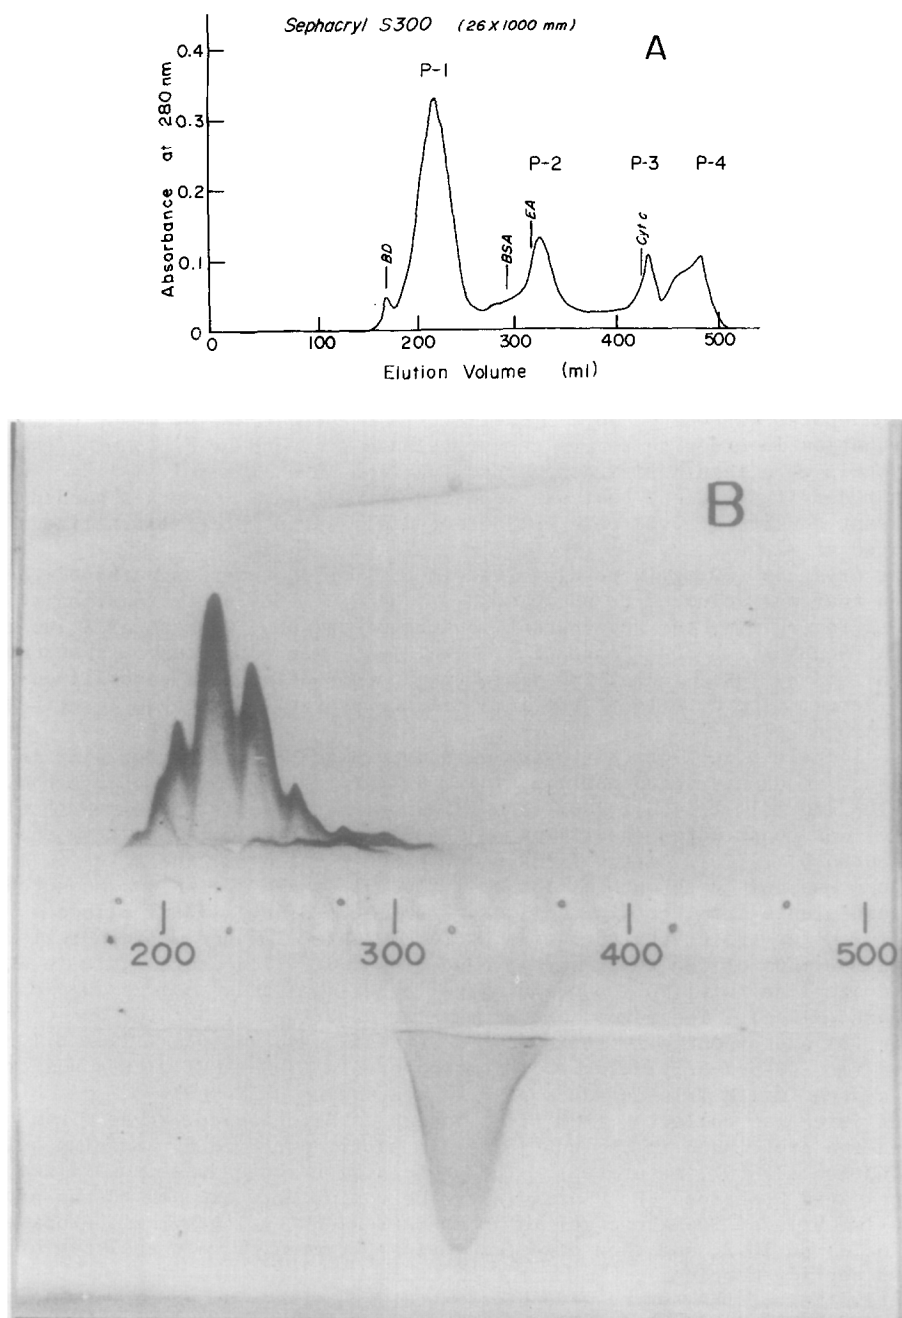 Sephacryl S300 (26 X 1000 mm)
A
Absorbance at 280 nm
0.4
0.3
0.2
0.1
0
P-1
P-2
P-3
P-4
BD
BSA
EA
Cyt c
0
100
200
300
400
500
Elution Volume (ml)
B
200
300
400
500